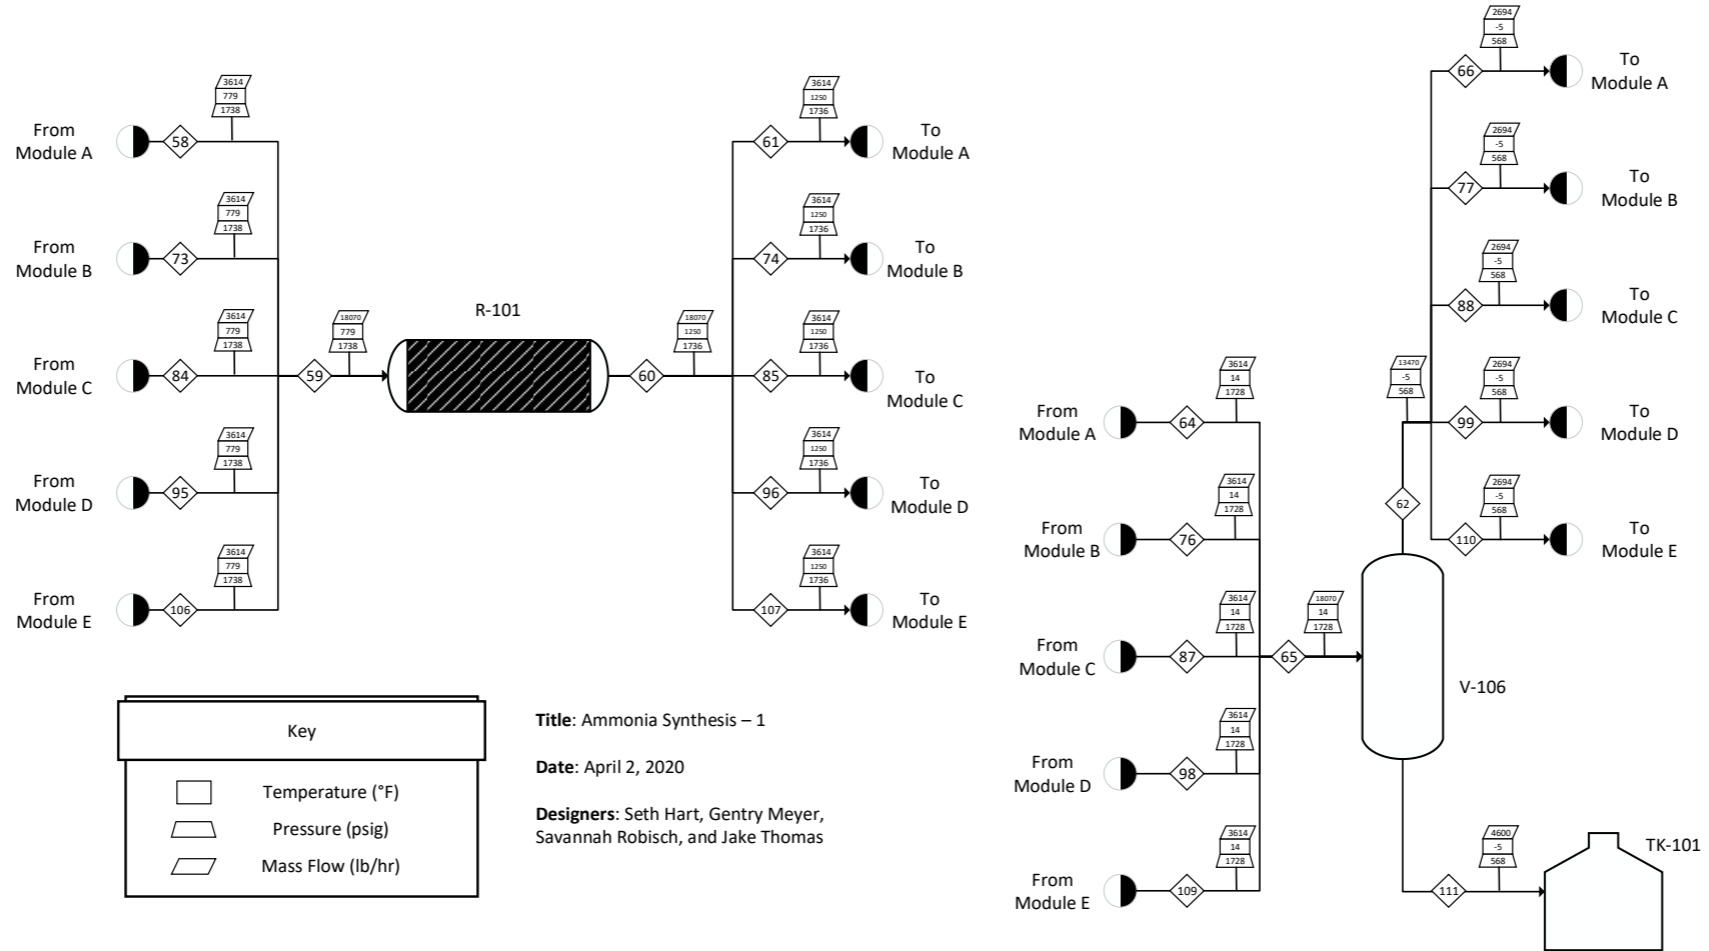 3614
779
1738
From
Module A
58
3614
779
1738
From
Module B
73
3614
779
1738
From
Module C
84
3614
779
1738
From
Module D
95
3614
779
1738
From
Module E
106
18070
779
1738
59
R-101
18070
1250
1736
60
3614
1250
1736
61
To
Module A
3614
1250
1736
74
To
Module B
3614
1250
1736
85
To
Module C
3614
1250
1736
96
To
Module D
3614
1250
1736
107
To
Module E
3614
14
1728
From
Module A
64
3614
14
1728
From
Module B
76
3614
14
1728
From
Module C
87
3614
14
1728
From
Module D
98
3614
14
1728
From
Module E
109
18070
14
1728
65
V-106
13470
-5
568
62
2694
-5
568
66
To
Module A
2694
-5
568
77
To
Module B
2694
-5
568
88
To
Module C
2694
-5
568
99
To
Module D
2694
-5
568
110
To
Module E
4600
-5
568
111
TK-101
Key
Temperature (°F)
Pressure (psig)
Mass Flow (lb/hr)
Title: Ammonia Synthesis – 1
Date: April 2, 2020
Designers: Seth Hart, Gentry Meyer,
Savannah Robisch, and Jake Thomas